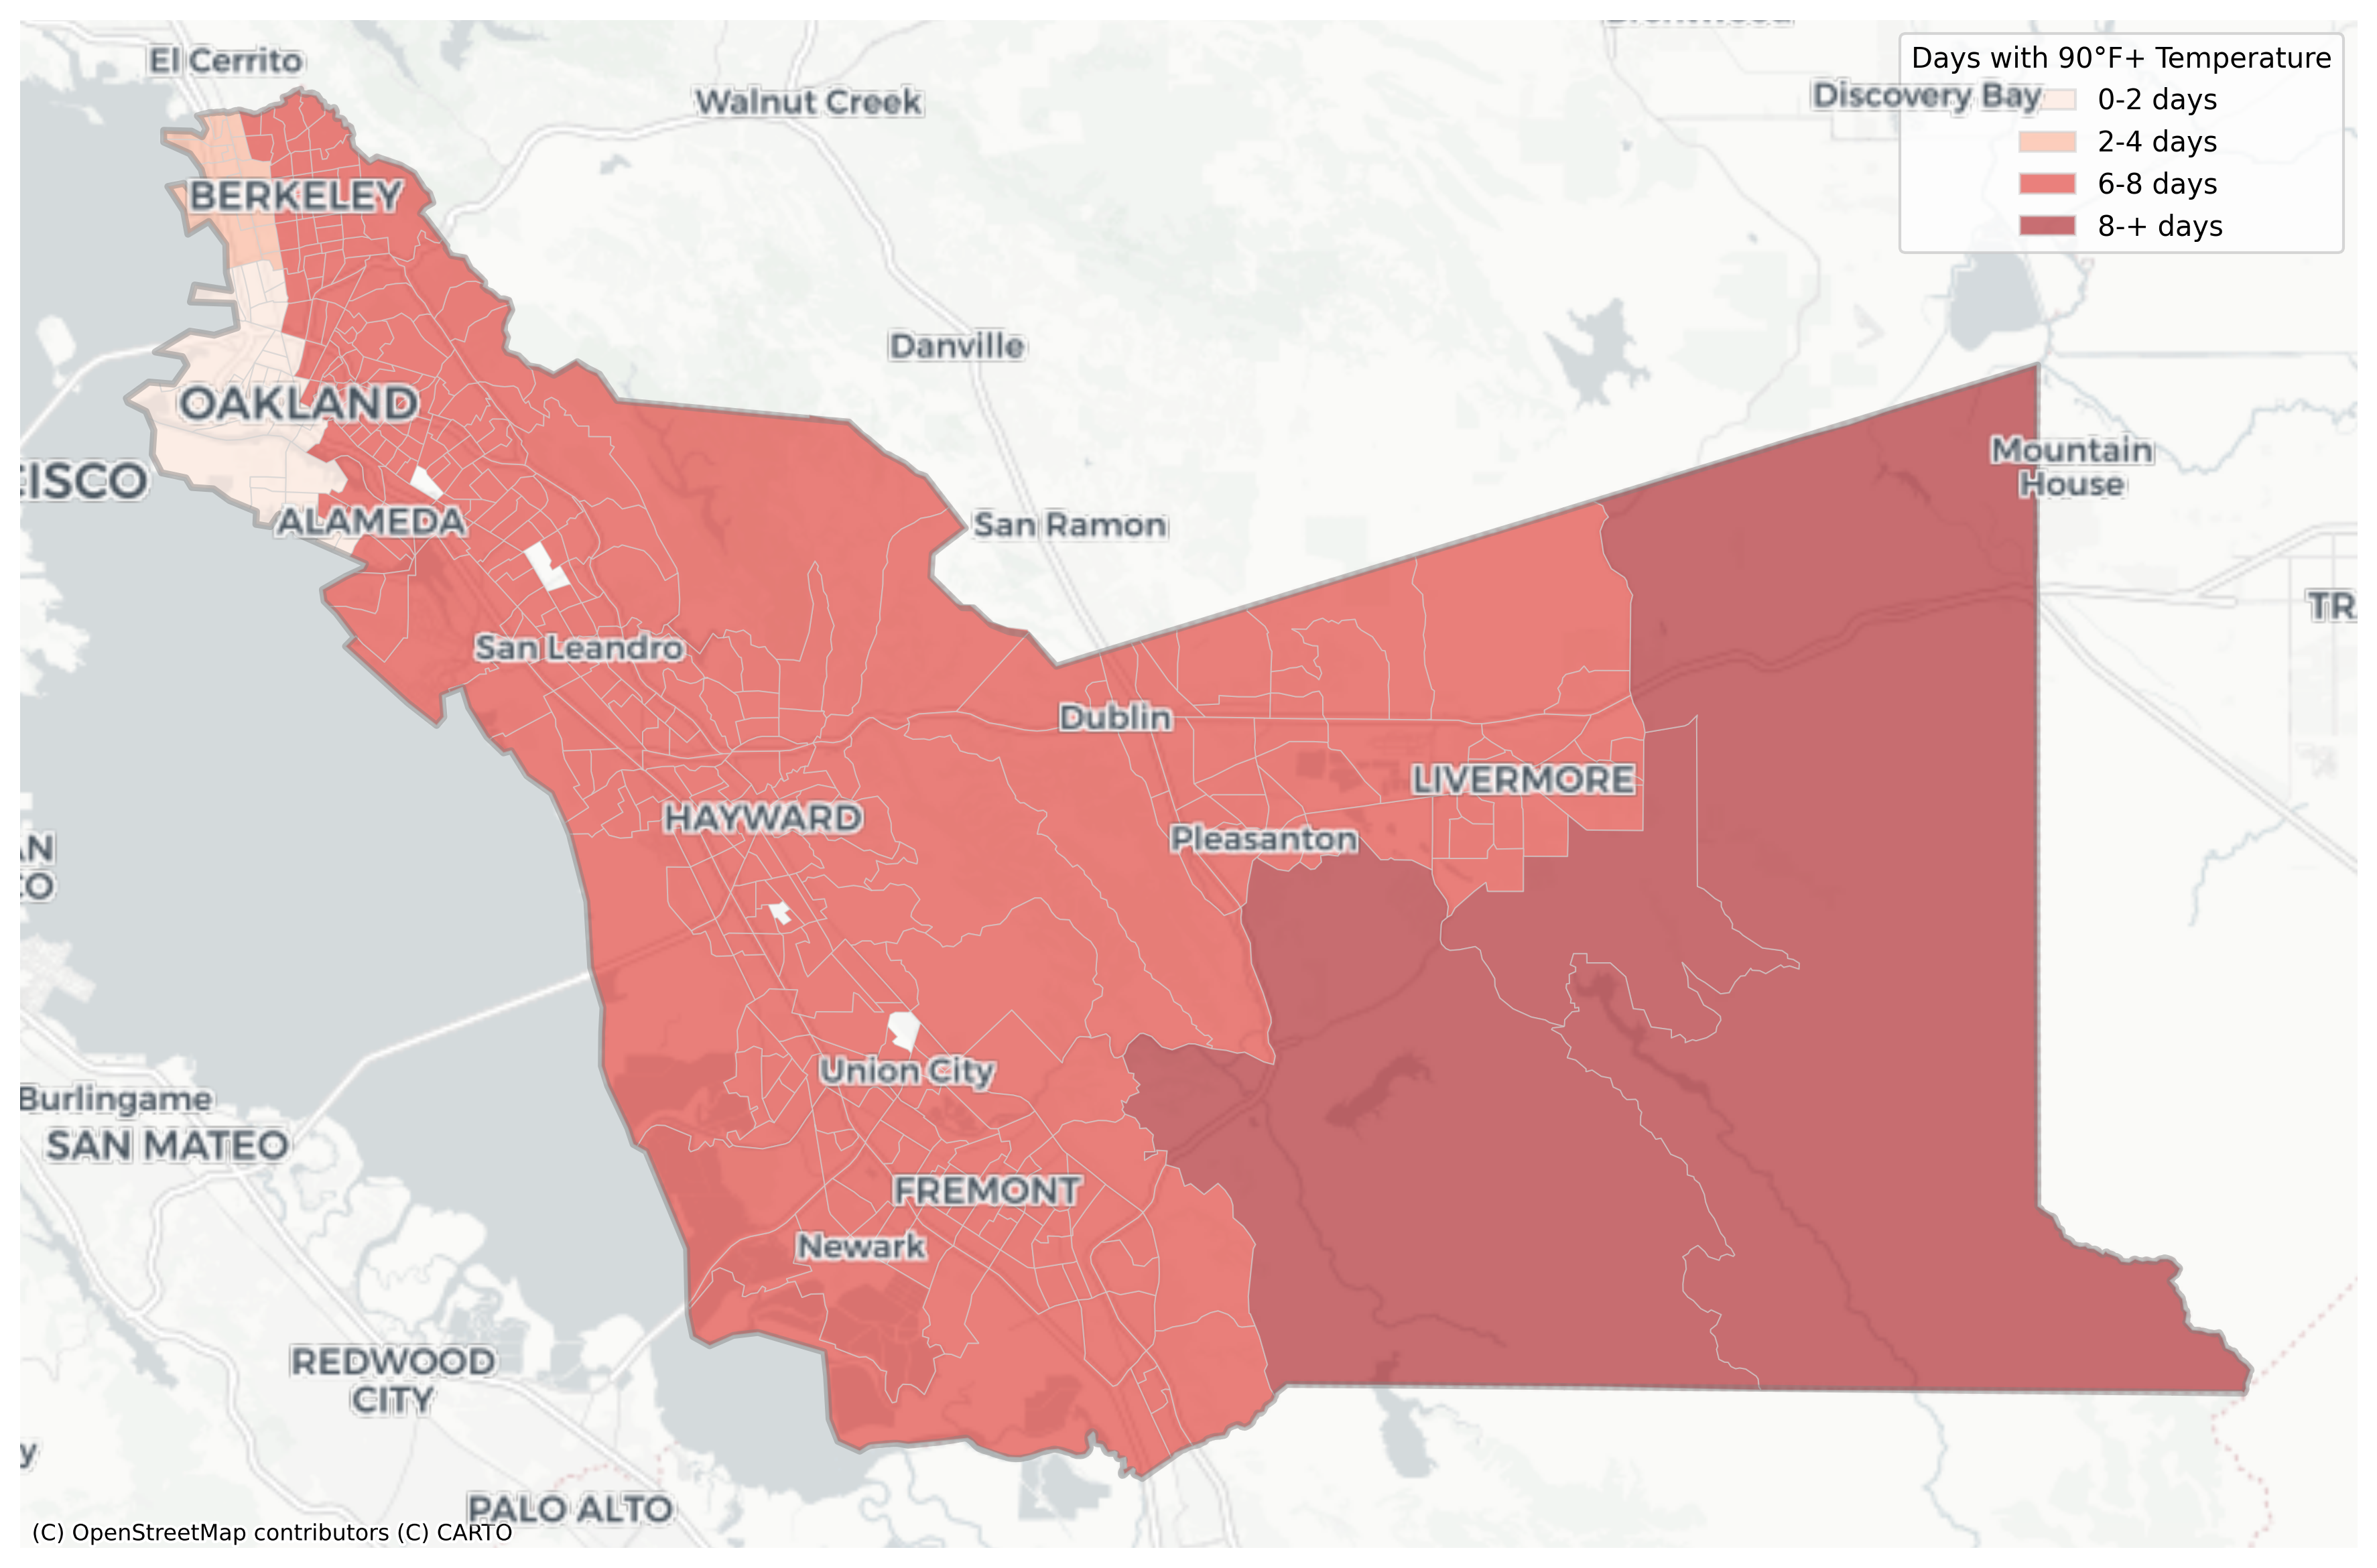 El Cerrito
Walnut Creek
Discovery Bay
Days with 90°F+ Temperature
0-2 days
2-4 days
6-8 days
8-+ days
BERKELEY
Danville
OAKLAND
Mountain
House
CISCO
ALAMEDA
San Ramon
TR
San Leandro
Dublin
LIVERMORE
HAYWARD
Pleasanton
AN
CO
Union City
Burlingame
SAN MATEO
FREMONT
Newark
REDWOOD
CITY
y
PALO ALTO
(C) OpenStreetMap contributors (C) CARTO